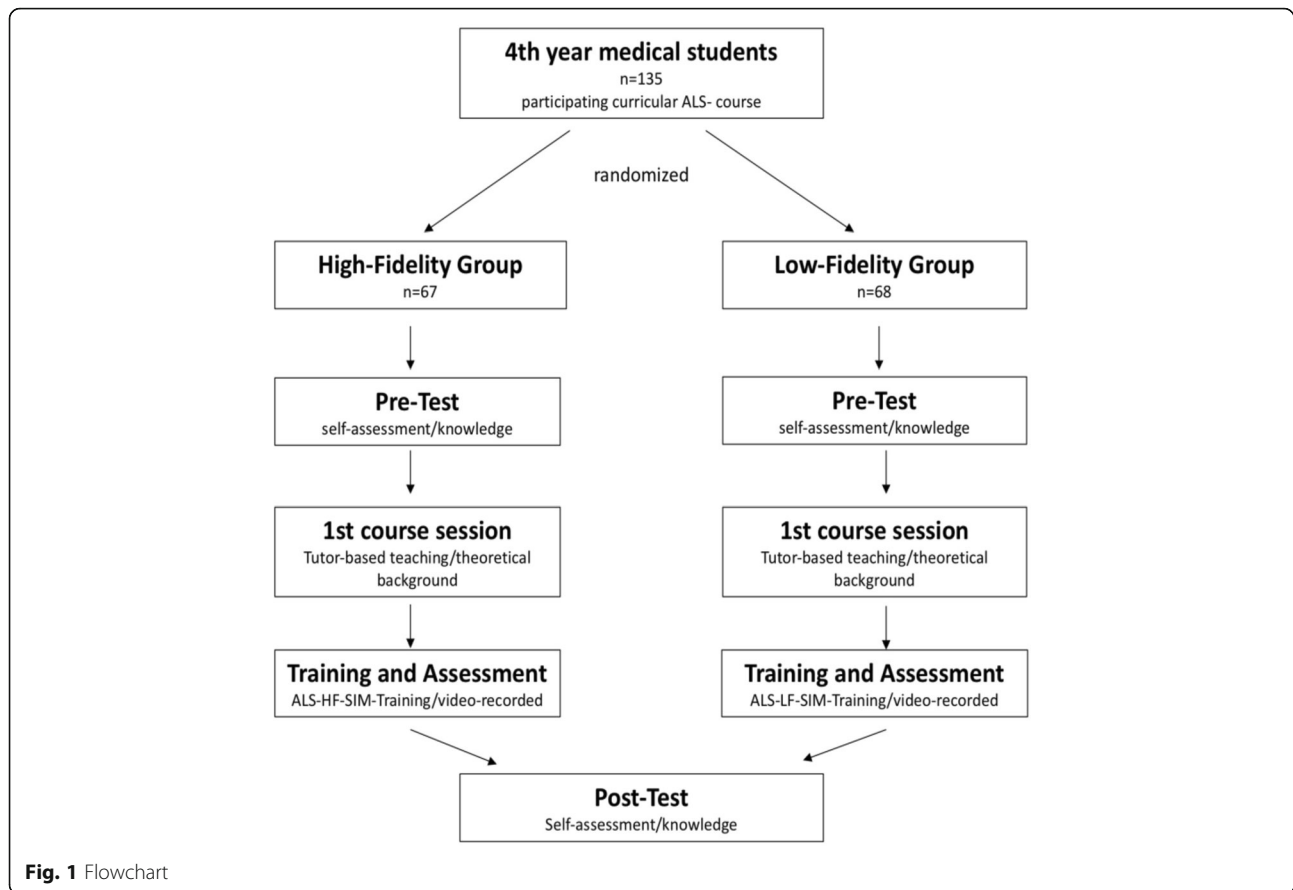 4th year medical students
n=135
participating curricular ALS- course
randomized
High-Fidelity Group
n=67
Low-Fidelity Group
n=68
Pre-Test
self-assessment/knowledge
Pre-Test
self-assessment/knowledge
1st course session
Tutor-based teaching/theoretical
background
1st course session
Tutor-based teaching/theoretical
background
Training and Assessment
ALS-HF-SIM-Training/video-recorded
Training and Assessment
ALS-LF-SIM-Training/video-recorded
Post-Test
Self-assessment/knowledge
Fig. 1 Flowchart